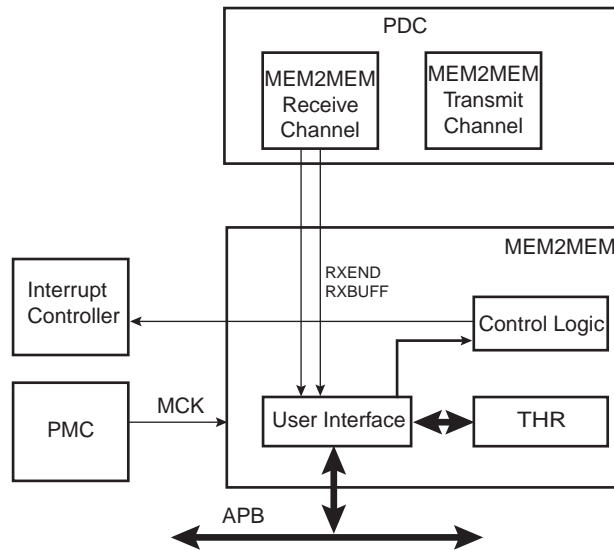 PDC
MEM2MEM
Receive
Channel
MEM2MEM
Transmit
Channel
MEM2MEM
RXEND
RXBUFF
Interrupt
Controller
Control Logic
PMC
MCK
User Interface
THR
APB